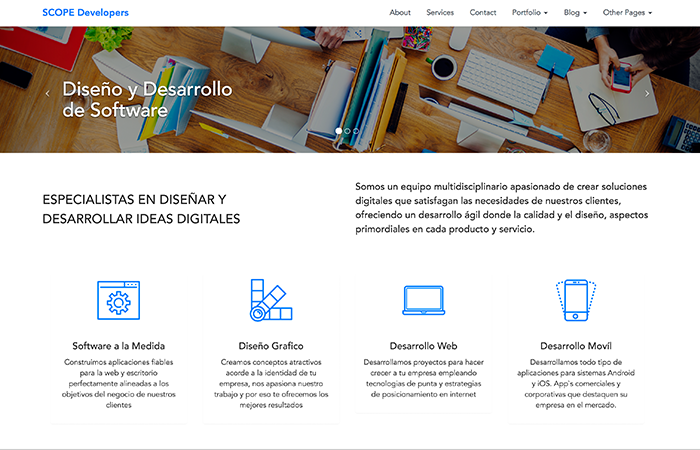 SCOPE Developers
About Services Contact Portfolio Blog Other Pages
Diseño y Desarrollo
de Software
ESPECIALISTAS EN DISEÑAR Y
DESARROLLAR IDEAS DIGITALES
Somos un equipo multidisciplinario apasionado de crear soluciones
digitales que satisfagan las necesidades de nuestros clientes,
ofreciendo un desarrollo ágil donde la calidad y el diseño, aspectos
primordiales en cada producto y servicio.
Software a la Medida
Construimos aplicaciones fiables
para la web y escritorio
perfectamente alineadas a los
objetivos del negocio de nuestros
clientes
Diseño Grafico
Creamos conceptos atractivos
acorde a la identidad de tu
empresa, nos apasiona nuestro
trabajo y por eso te ofrecemos los
mejores resultados
Desarrollo Web
Desarrollamos proyectos para hacer
crecer a tu empresa empleando
tecnologías de punta y estrategias
de posicionamiento en internet
Desarrollo Movíl
Desarrollamos todo tipo de
aplicaciones para sistemas Android
y iOS. App's comerciales y
corporativas que destaquen su
empresa en el mercado.